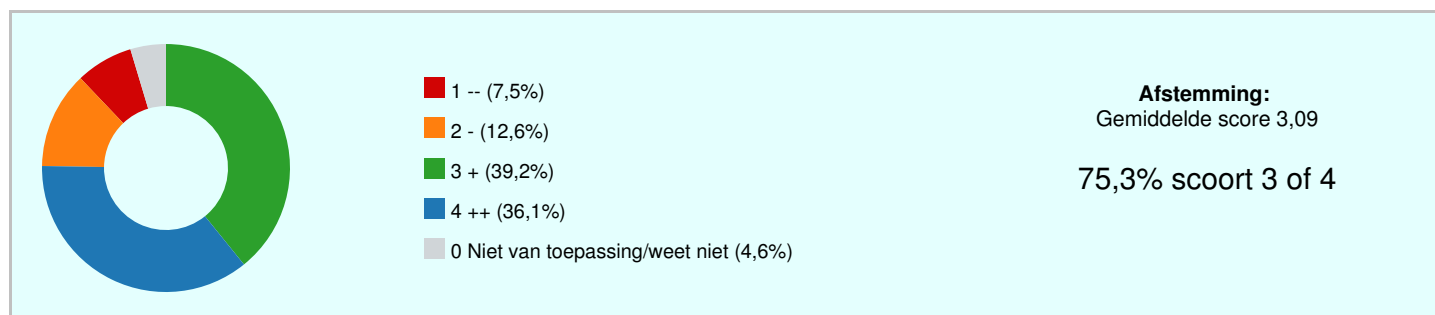 1 -- (7,5%)
2 - (12,6%)
3 + (39,2%)
4 ++ (36,1%)
0 Niet van toepassing/weet niet (4,6%)
Afstemming:
Gemiddelde score 3,09
75,3% scoort 3 of 4